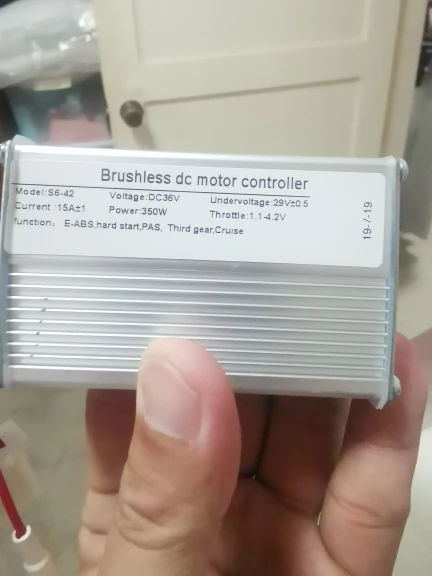 Brushless dc motor controller
Model:S6-42 Voltage:DC36V Undervoltage:29V±0.5
Current :15A±1 Power:350W Throttle:1.1-4.2V
function: E-ABS,hard start,PAS, Third gear,Cruise
19-7-19